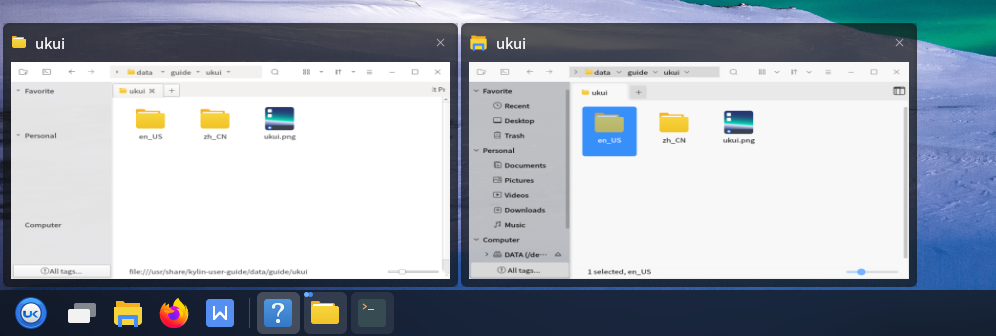 ukui
data guide ukui
Favorite
ukui
Personal
en_US zh_CN ukui.png
Computer
All tags...
file:///usr/share/kylin-user-guide/data/guide/ukui
ukui
data guide ukui
Favorite
Recent
Desktop
Trash
Personal
Documents
Pictures
Videos
Downloads
Music
Computer
DATA (/de···
All tags...
ukui
en_US zh_CN ukui.png
1 selected, en_US
UK
W
?
>_